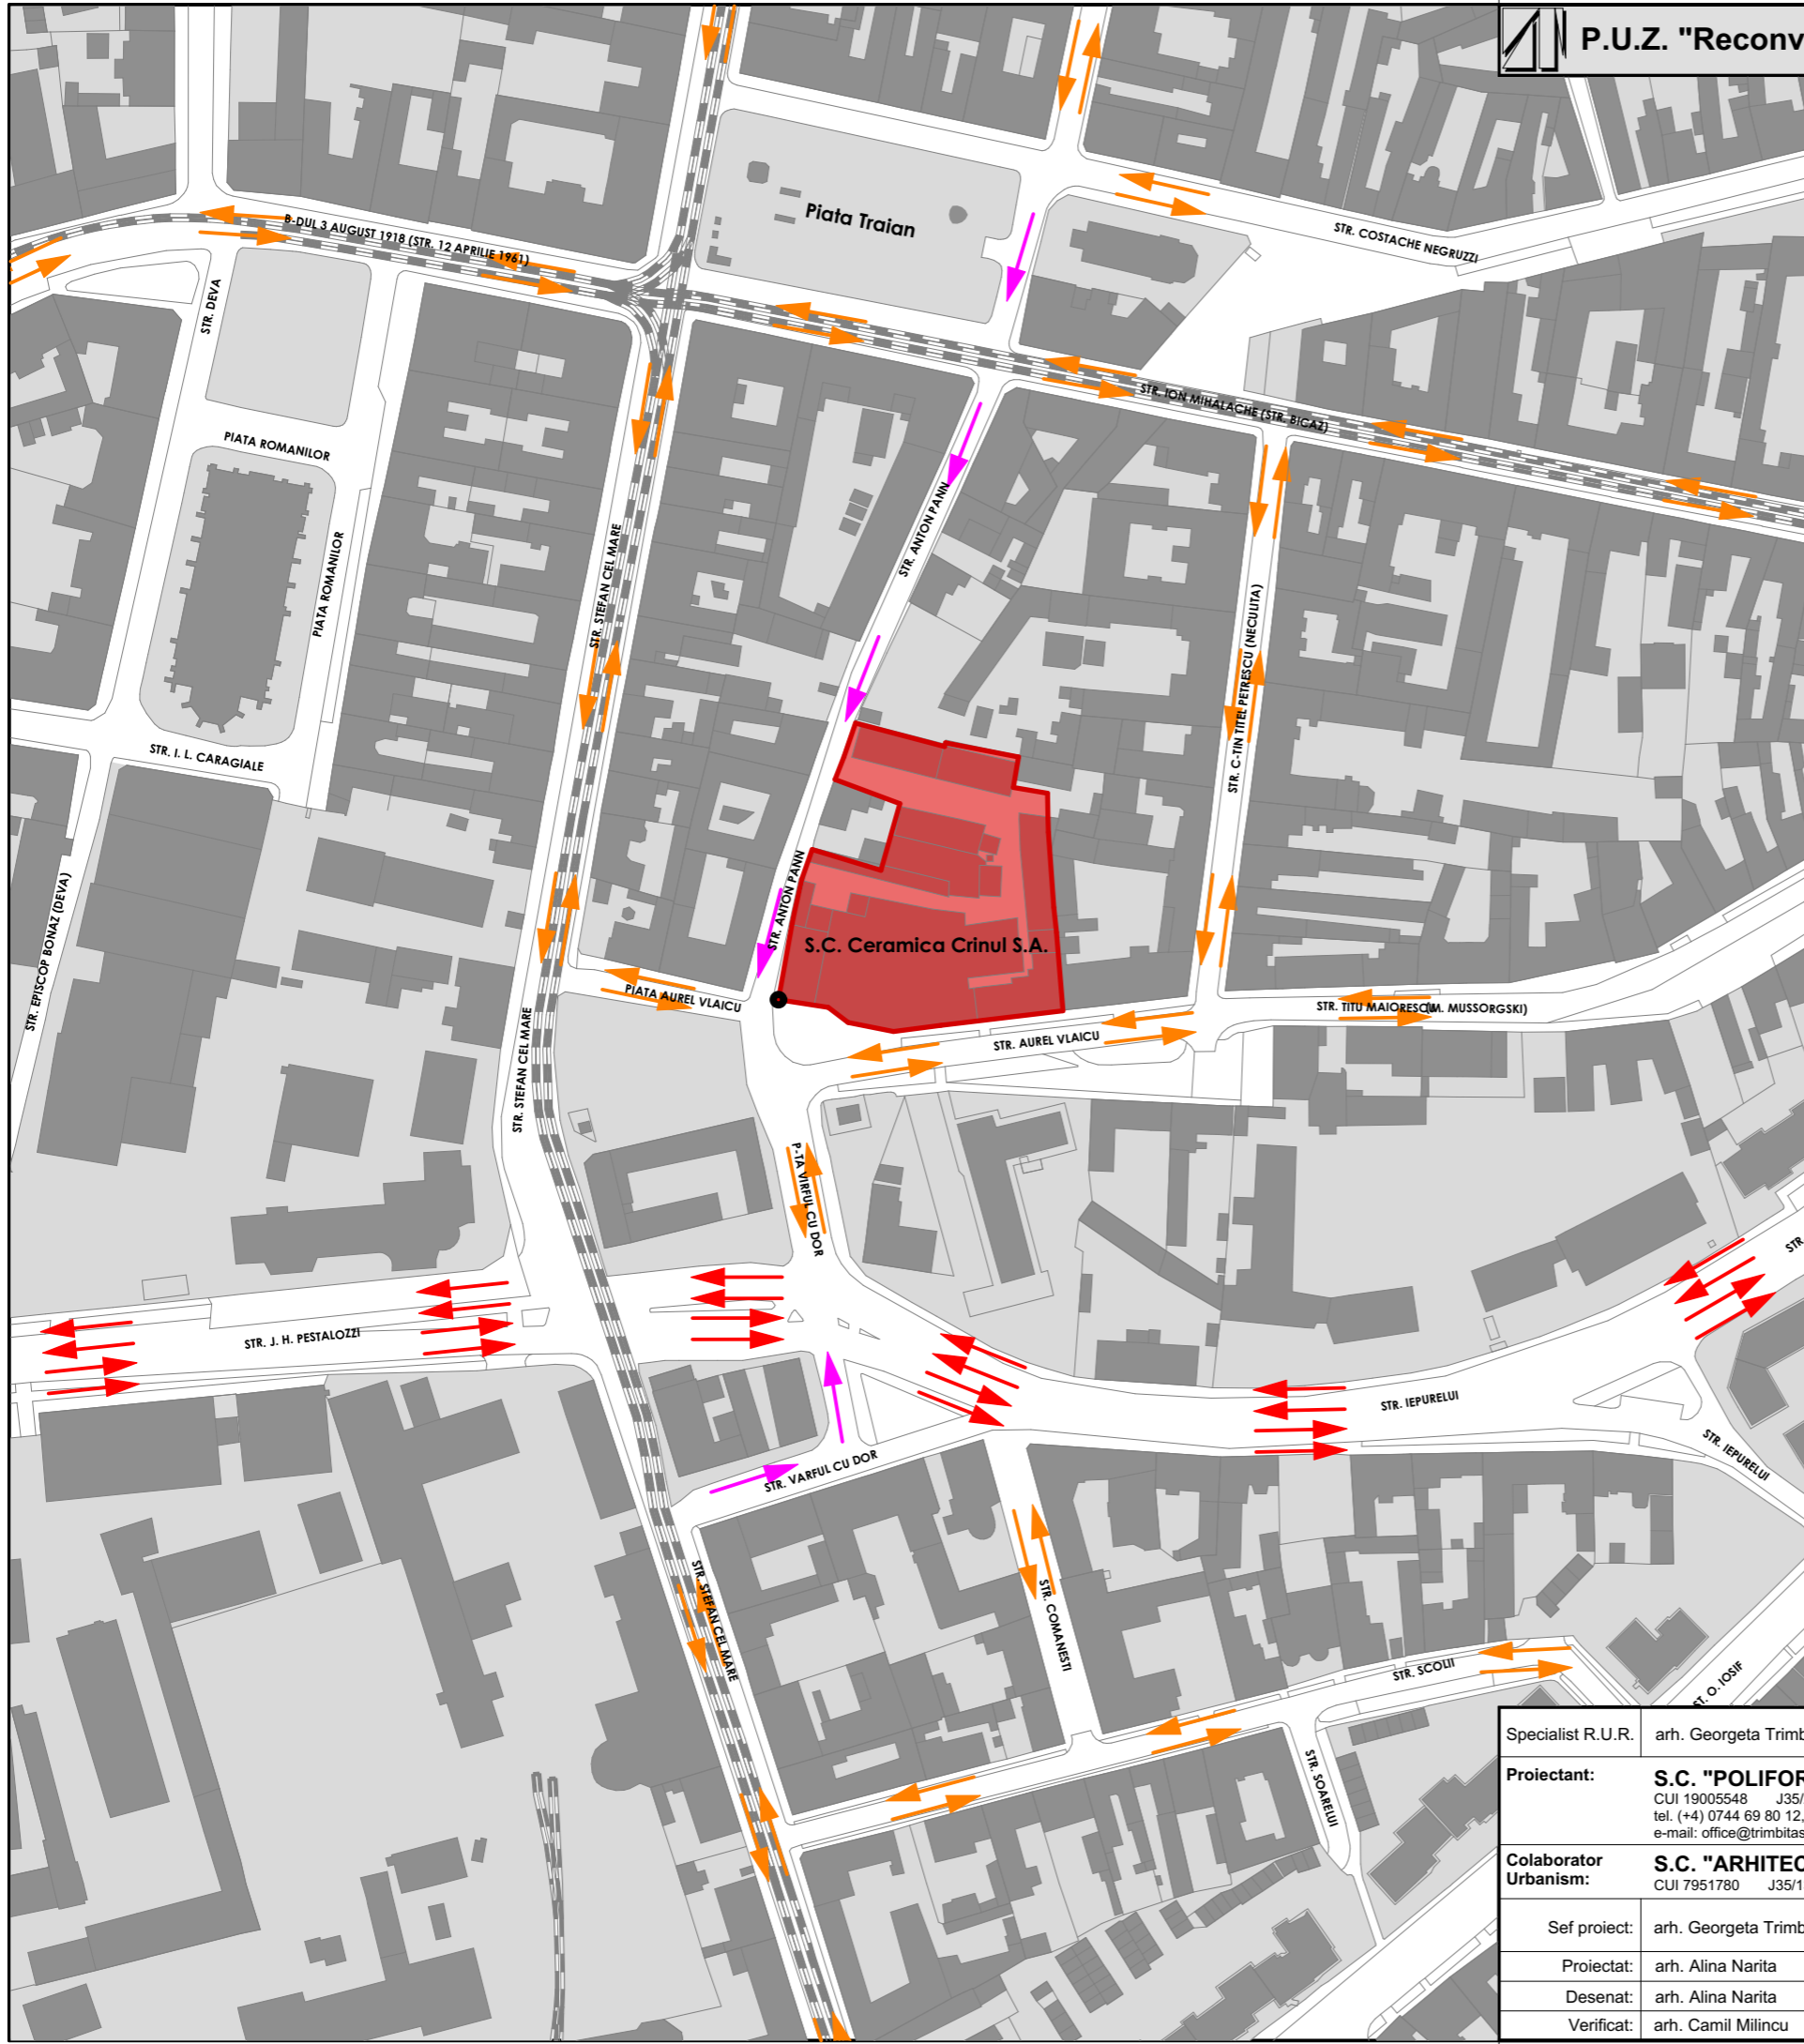 P.U.Z. "Reconv
Piata Traian
STR. COSTACHE NEGRUZZI
B-DUL 3 AUGUST 1918 (STR. 12 APRILIE 1961)
STR. DEVA
STR. ION MIHALACHE (STR. BICAZ)
PIATA ROMANILOR
PIATA ROMANILOR
STR. ANTON PANN
STR. STEFAN CEL MARE
STR. C-TIN TITEL PETRESCU (NECULITA)
STR. I. L. CARAGIALE
STR. EPISCOP BONAZ (DEVA)
STR. ANTON PANN
S.C. Ceramica Crinul S.A.
PIATA AUREL VLAICU
STR. TITU MAIORESCU(M. MUSSORGSKI)
STR. AUREL VLAICU
STR. STEFAN CEL MARE
P-TA VIRFUL CU DOR
STR.
STR. J. H. PESTALOZZI
STR. IEPURELUI
STR. IEPURELUI
STR. VARFUL CU DOR
STR. STEFAN CEL MARE
STR. COMANESTI
STR. SCOLII
ST. O. IOSIF
STR. SOARELUI
Specialist R.U.R. arh. Georgeta Trimb
Proiectant: S.C. "POLIFOR
CUI 19005548 J35/
tel. (+4) 0744 69 80 12,
e-mail: office@trimbitas
Colaborator Urbanism: S.C. "ARHITEC
CUI 7951780 J35/1
Sef proiect: arh. Georgeta Trimb
Proiectat: arh. Alina Narita
Desenat: arh. Alina Narita
Verificat: arh. Camil Milincu